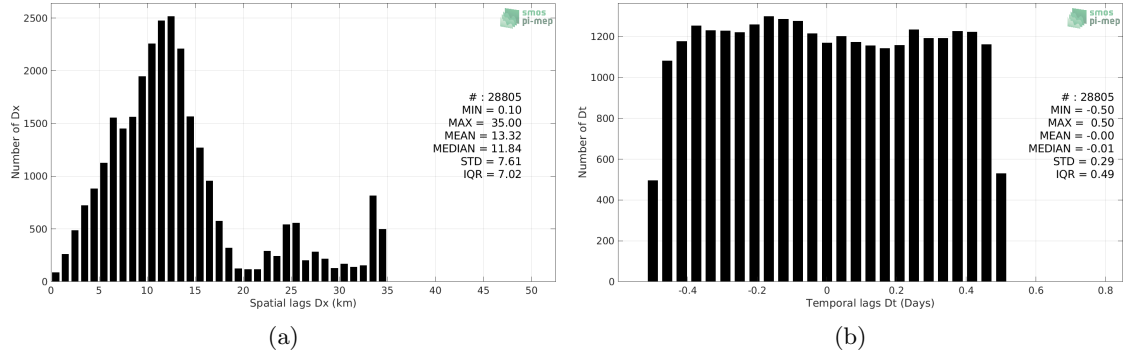 2500
2000
1500
1000
500
0
Number of Dx
smos
pi-mep
# : 28805
MIN = 0.10
MAX = 35.00
MEAN = 13.32
MEDIAN = 11.84
STD = 7.61
IQR = 7.02
0 5 10 15 20 25 30 35 40 45 50
Spatial lags Dx (km)
(a)
1200
1000
800
600
400
200
0
Number of Dt
smos
pi-mep
# : 28805
MIN = -0.50
MAX = 0.50
MEAN = -0.00
MEDIAN = -0.01
STD = 0.29
IQR = 0.49
-0.4 -0.2 0 0.2 0.4 0.6 0.8
Temporal lags Dt (Days)
(b)